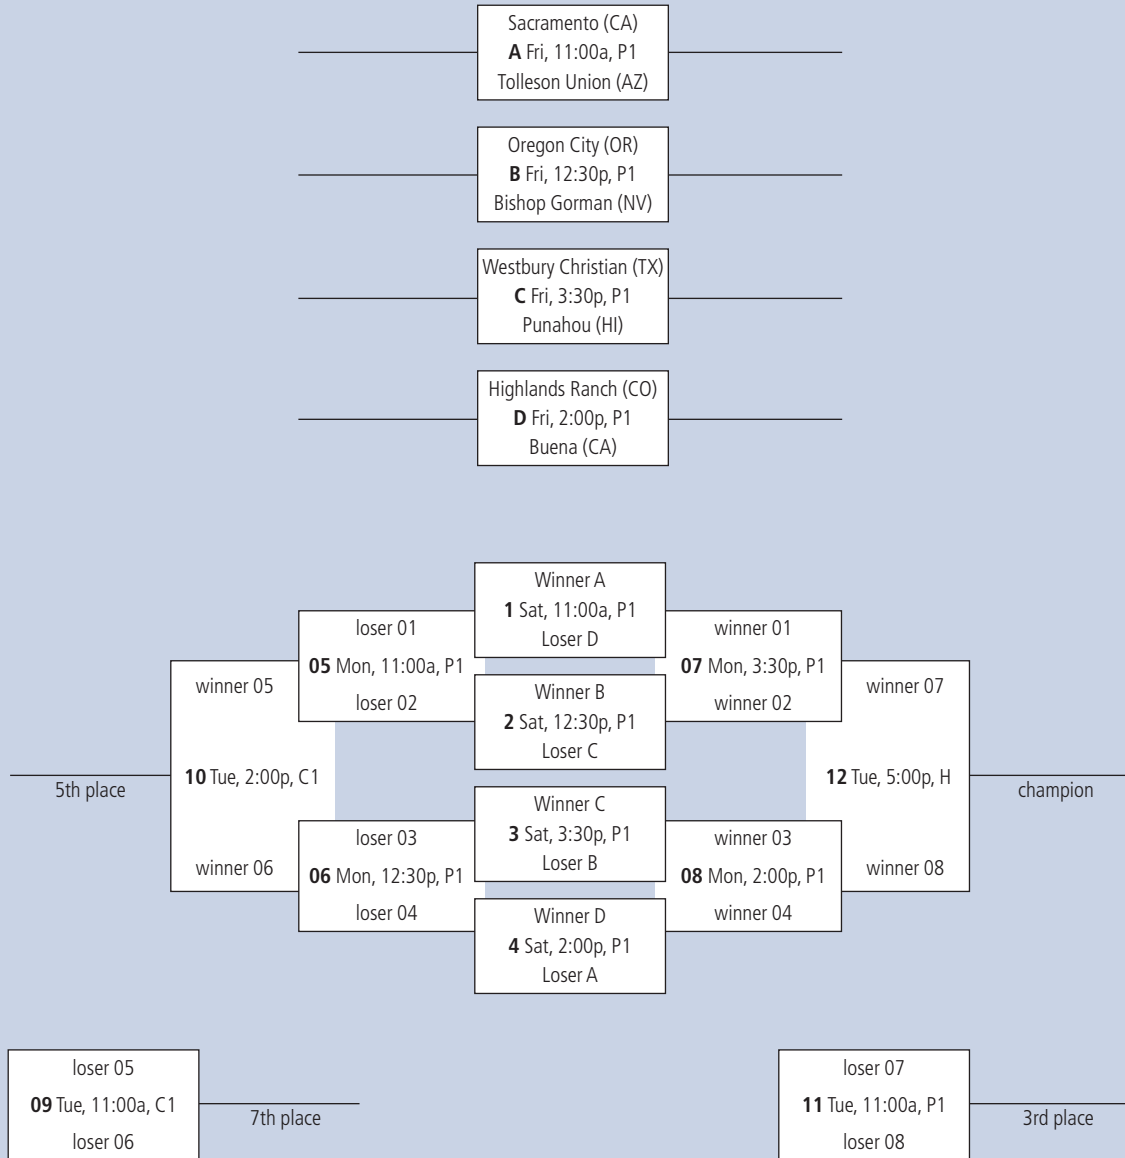 Sacramento (CA)
A Fri, 11:00a, P1
Tolleson Union (AZ)
Oregon City (OR)
B Fri, 12:30p, P1
Bishop Gorman (NV)
Westbury Christian (TX)
C Fri, 3:30p, P1
Punahou (HI)
Highlands Ranch (CO)
D Fri, 2:00p, P1
Buena (CA)
Winner A
1 Sat, 11:00a, P1
Loser D
loser 01
05 Mon, 11:00a, P1
loser 02
winner 01
07 Mon, 3:30p, P1
winner 02
winner 05
Winner B
2 Sat, 12:30p, P1
Loser C
winner 07
10 Tue, 2:00p, C1
5th place
12 Tue, 5:00p, H
champion
Winner C
3 Sat, 3:30p, P1
Loser B
loser 03
06 Mon, 12:30p, P1
loser 04
winner 03
08 Mon, 2:00p, P1
winner 04
winner 06
winner 08
Winner D
4 Sat, 2:00p, P1
Loser A
loser 05
09 Tue, 11:00a, C1
loser 06
7th place
loser 07
11 Tue, 11:00a, P1
loser 08
3rd place